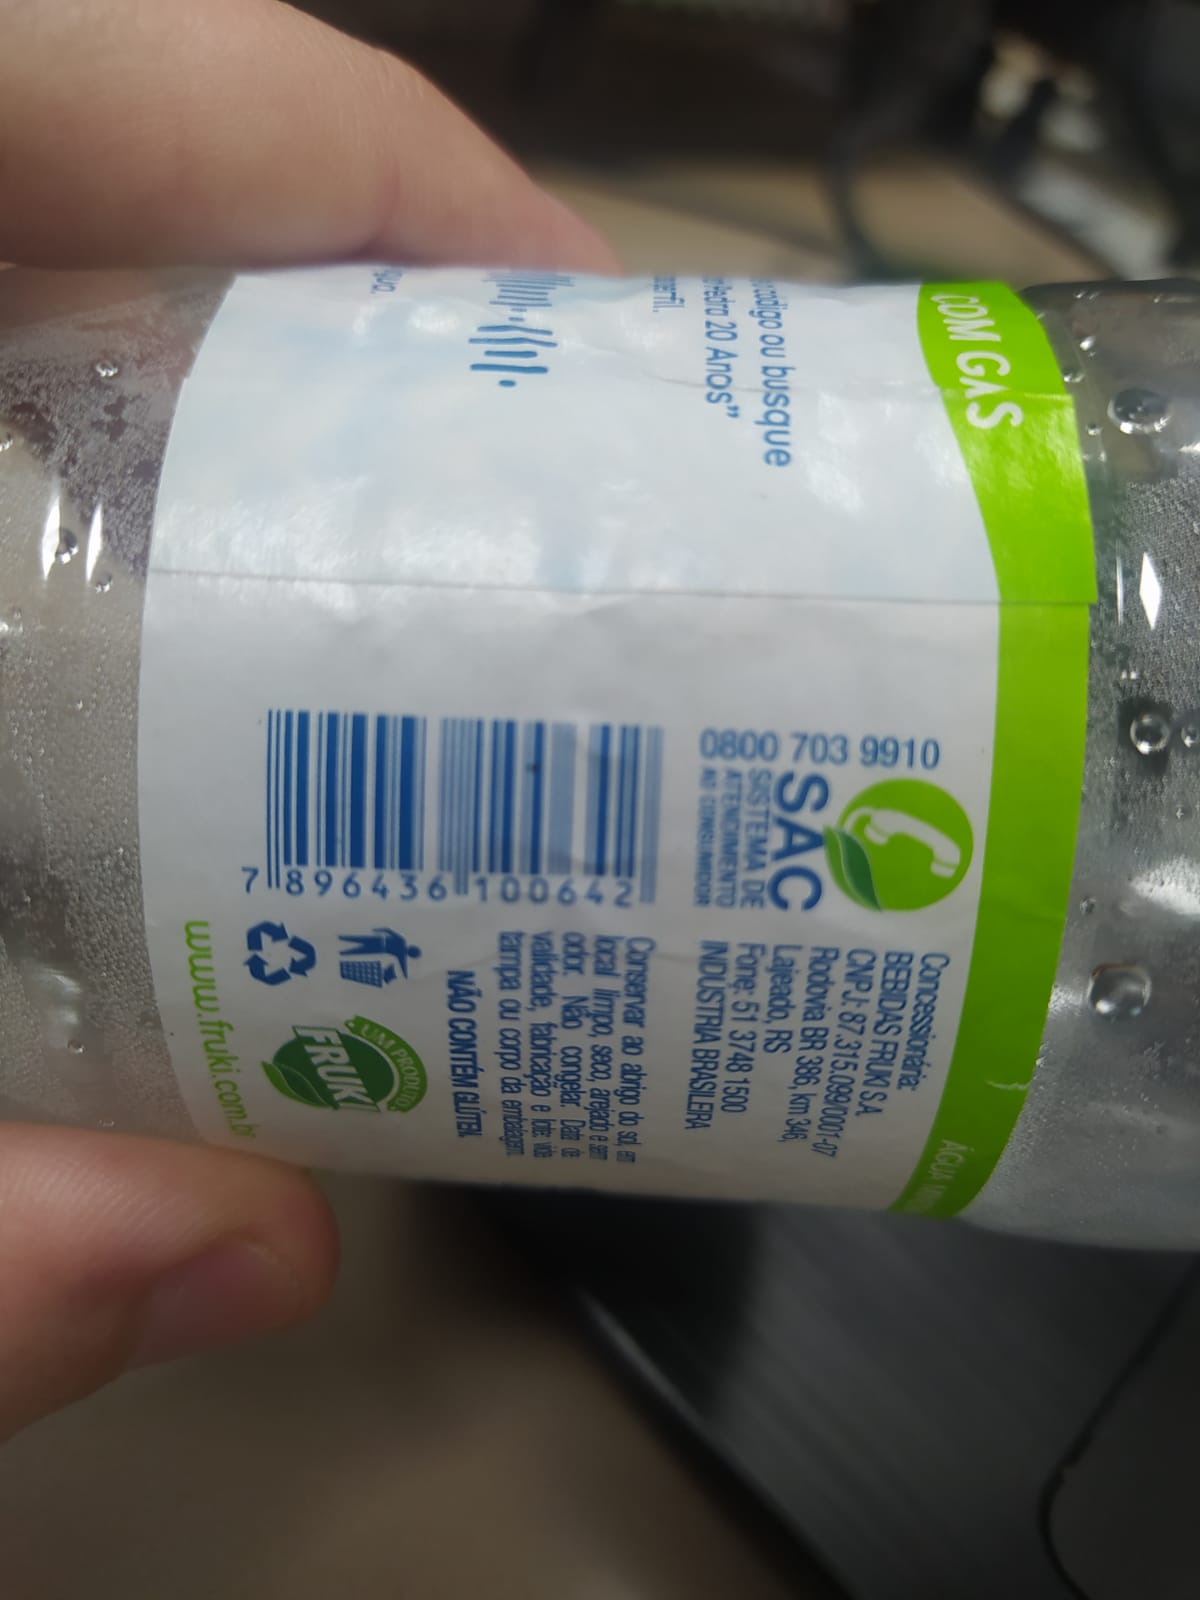 COM GÁS
código ou busque
Pedra 20 Anos”
0800 703 9910
SAC
SISTEMA DE
ATENDIMENTO
AO CONSUMIDOR
Concessionária:
BEBIDAS FRUKI S.A.
CNPJ: 87.315.099/0001-07
Rodovia BR 386, km 346,
Lajeado, RS
Fone: 51 3748 1500
INDÚSTRIA BRASILEIRA
Conservar ao abrigo do sol, em
local limpo, seco, arejado e sem
odor. Não congelar. Data de
validade, fabricação e lote: vide
tampa ou corpo da embalagem.
NÃO CONTÉM GLÚTEN.
7 896436 100642
UM PRODUTO
FRUKI
www.fruki.com.br
ÁGUA